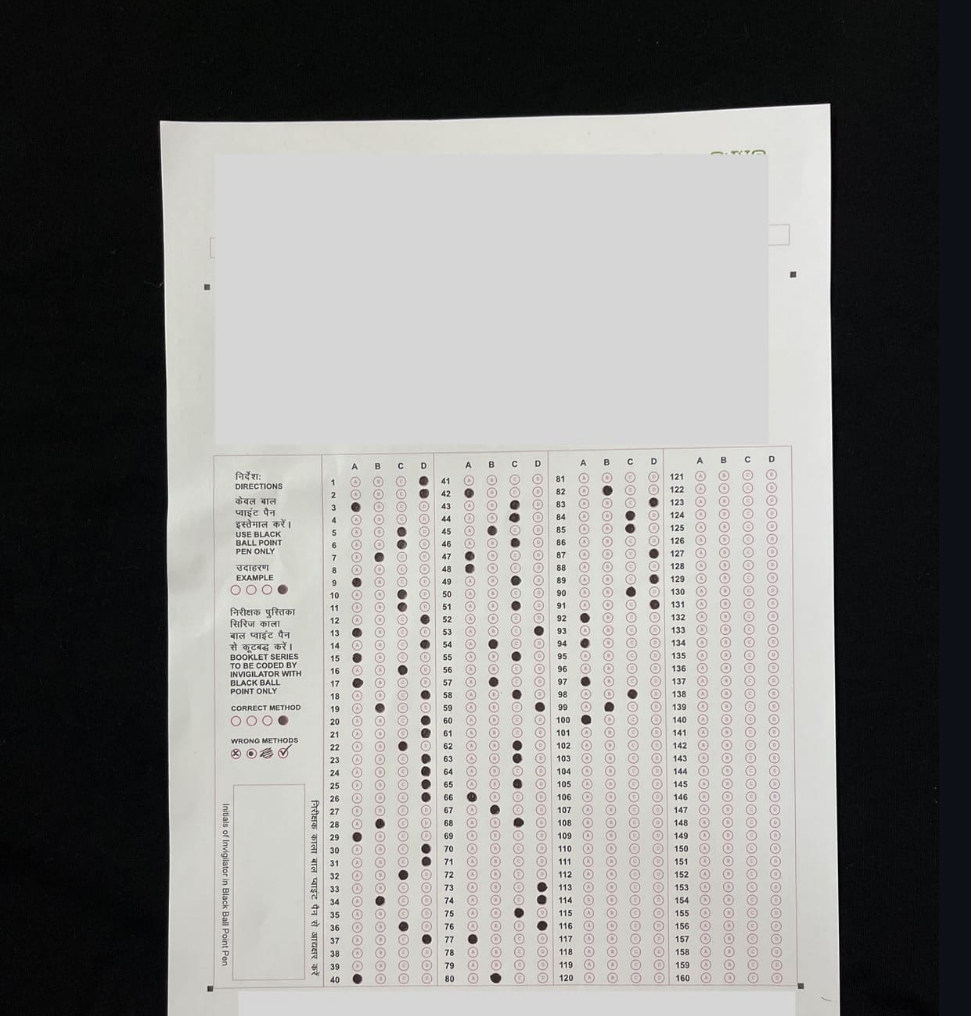 निर्देश:
DIRECTIONS
केवल बाल
प्वाइंट पैन
इस्तेमाल करें।
USE BLACK
BALL POINT
PEN ONLY
उदाहरण
EXAMPLE
निरीक्षक पुस्तिका
सिरिज काला
बाल प्वाइंट पैन
से कूटबद्ध करें।
BOOKLET SERIES
TO BE CODED BY
INVIGILATOR WITH
BLACK BALL
POINT ONLY
CORRECT METHOD
WRONG METHODS
Initials of Invigilator in Black Ball Point Pen
निरीक्षक काला बाल प्वाइंट पैन से आद्यक्षर करें
A B C D A B C D A B C D A B C D
1 41 81 121
2 42 82 122
3 43 83 123
4 44 84 124
5 45 85 125
6 46 86 126
7 47 87 127
8 48 88 128
9 49 89 129
10 50 90 130
11 51 91 131
12 52 92 132
13 53 93 133
14 54 94 134
15 55 95 135
16 56 96 136
17 57 97 137
18 58 98 138
19 59 99 139
20 60 100 140
21 61 101 141
22 62 102 142
23 63 103 143
24 64 104 144
25 65 105 145
26 66 106 146
27 67 107 147
28 68 108 148
29 69 109 149
30 70 110 150
31 71 111 151
32 72 112 152
33 73 113 153
34 74 114 154
35 75 115 155
36 76 116 156
37 77 117 157
38 78 118 158
39 79 119 159
40 80 120 160